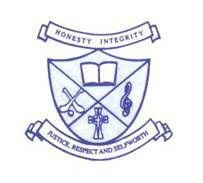 HONESTY INTEGRITY
JUSTICE, RESPECT AND SELFWORTH